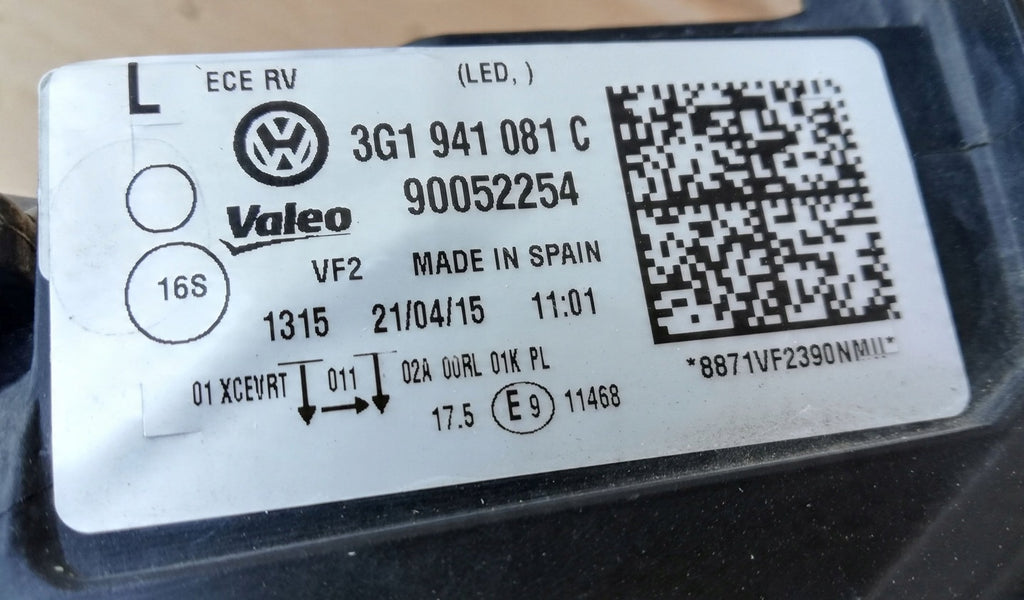 L ECE RV (LED, )
3G1 941 081 C
Valeo 90052254
VF2 MADE IN SPAIN
16S
1315 21/04/15 11:01
01 XCEVRT 011 02A 00RL 01K PL
*8871VF2390NMII*
17.5 E9 11468